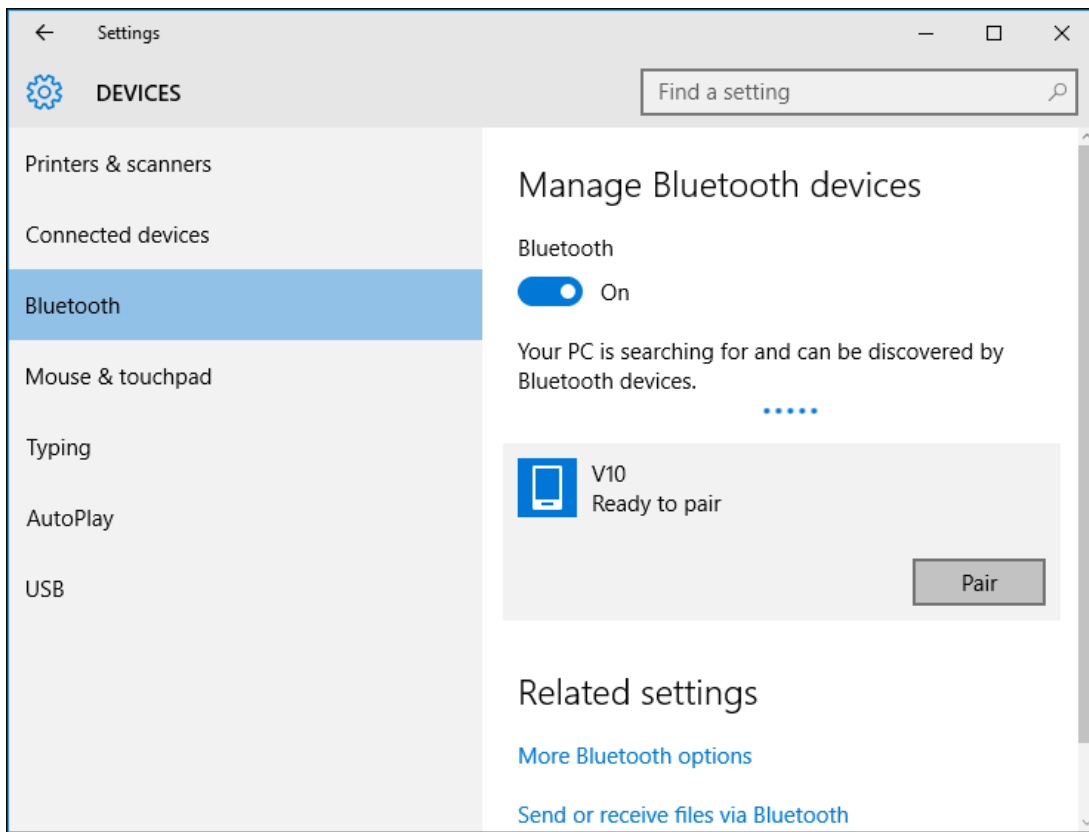 Settings
DEVICES
Find a setting
Printers & scanners
Connected devices
Bluetooth
Mouse & touchpad
Typing
AutoPlay
USB
Manage Bluetooth devices
Bluetooth
On
Your PC is searching for and can be discovered by
Bluetooth devices.
V10
Ready to pair
Pair
Related settings
More Bluetooth options
Send or receive files via Bluetooth